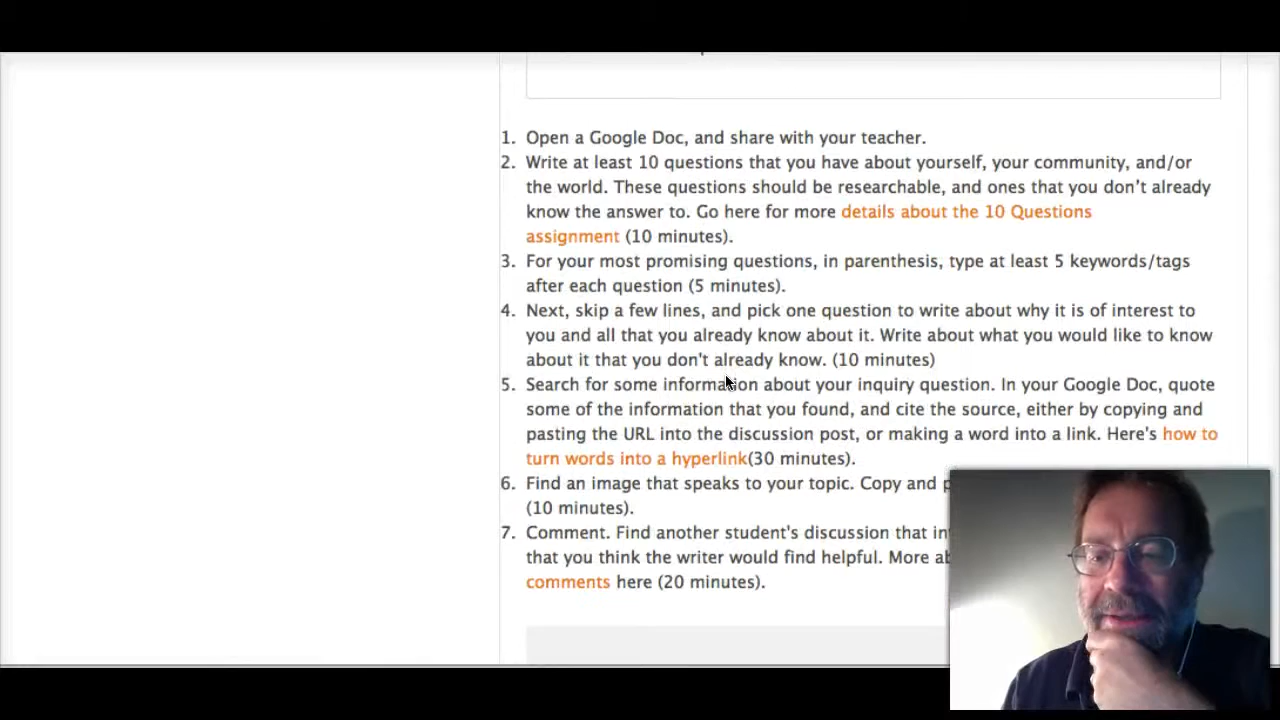 1. Open a Google Doc, and share with your teacher.
2. Write at least 10 questions that you have about yourself, your community, and/or
the world. These questions should be researchable, and ones that you don't already
know the answer to. Go here for more details about the 10 Questions
assignment (10 minutes).
3. For your most promising questions, in parenthesis, type at least 5 keywords/tags
after each question (5 minutes).
4. Next, skip a few lines, and pick one question to write about why it is of interest to
you and all that you already know about it. Write about what you would like to know
about it that you don't already know. (10 minutes)
5. Search for some information about your inquiry question. In your Google Doc, quote
some of the information that you found, and cite the source, either by copying and
pasting the URL into the discussion post, or making a word into a link. Here's how to
turn words into a hyperlink(30 minutes).
6. Find an image that speaks to your topic. Copy and
(10 minutes).
7. Comment. Find another student's discussion that
that you think the writer would find helpful. More
comments here (20 minutes).